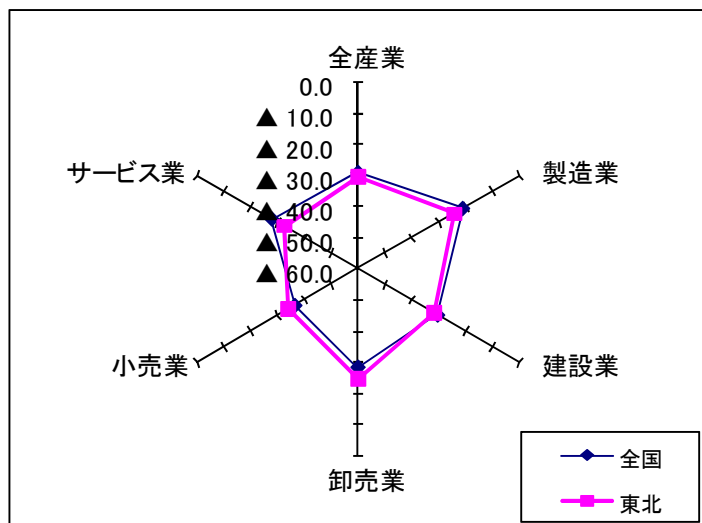 全産業
0.0
▲ 10.0
▲ 20.0
▲ 30.0
▲ 40.0
▲ 50.0
▲ 60.0
サービス業
製造業
小売業
建設業
卸売業
全国
東北